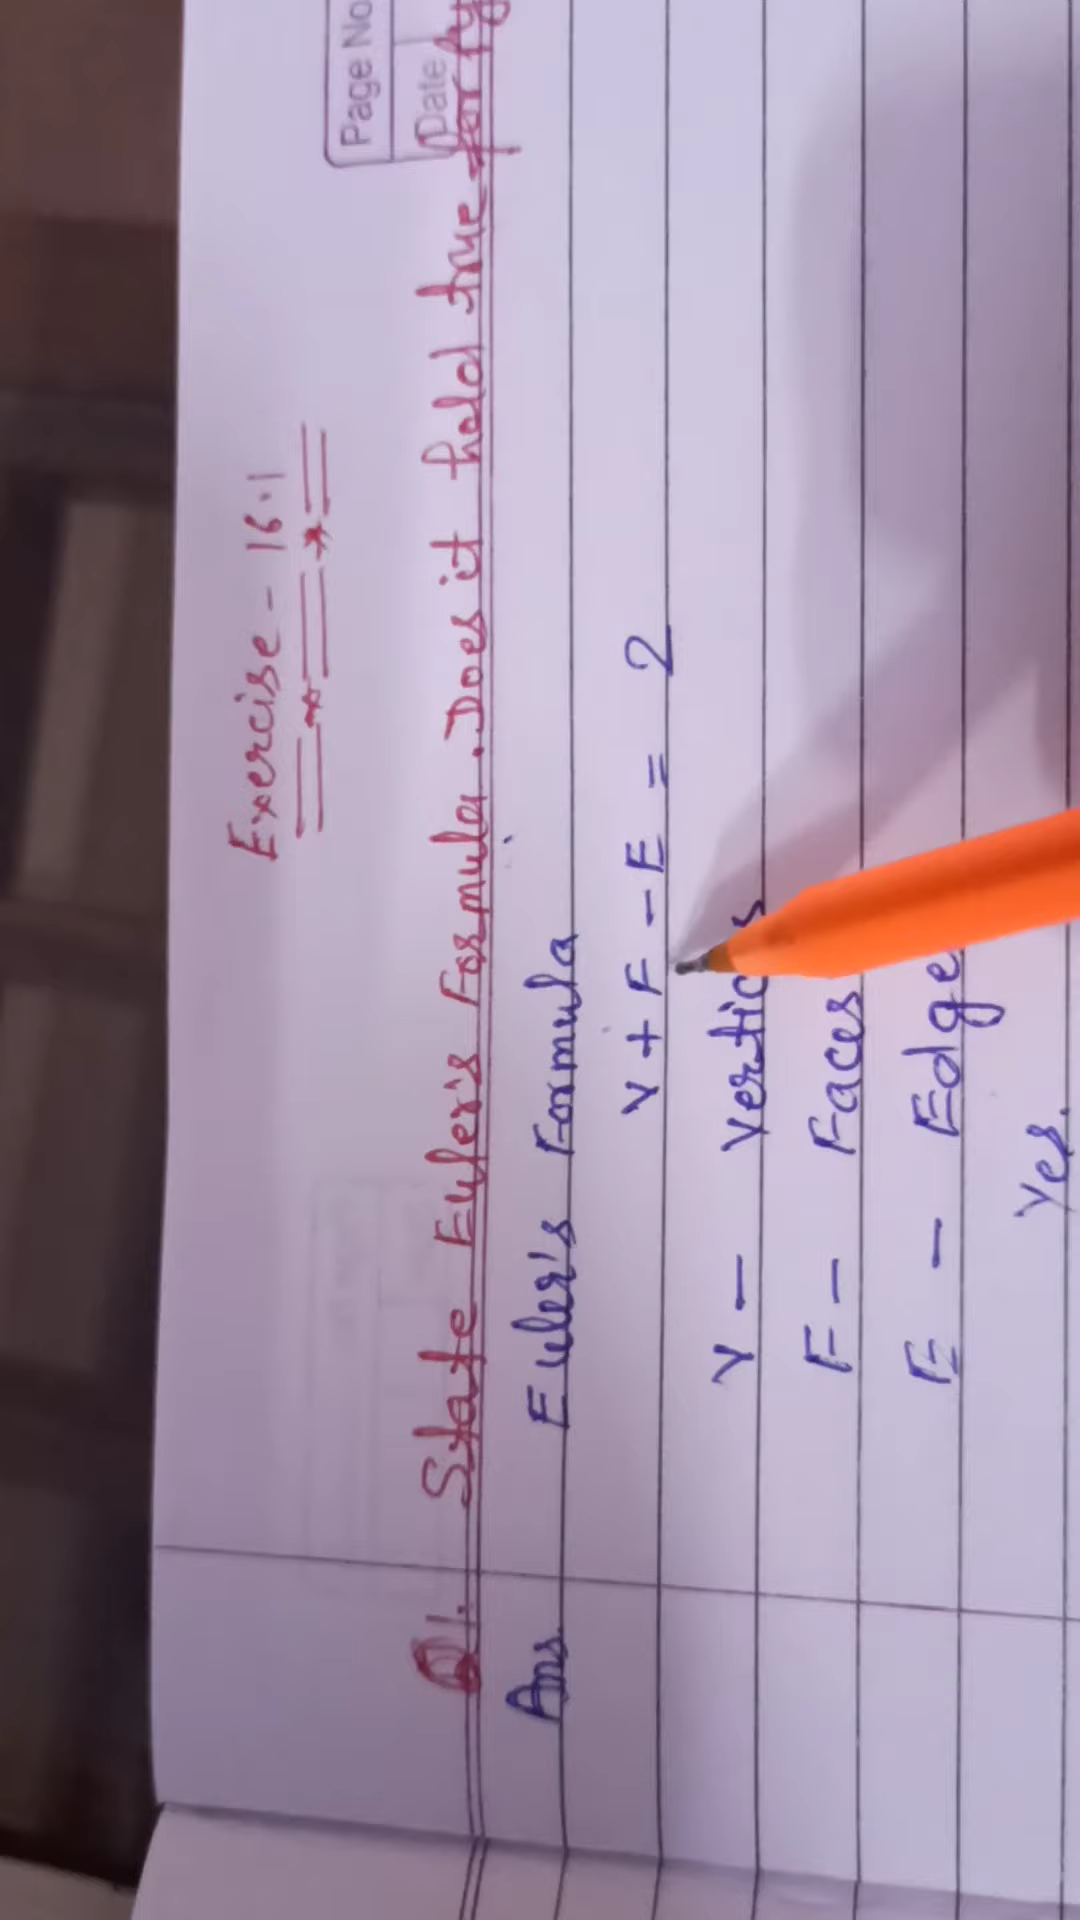 Page No
Date
Exercise - 16.1
Q1. State Euler's Formula. Does it hold true for
Ans. Euler's Formula
V + F - E = 2
V - Vertices
F - Faces
E - Edge
Yes.